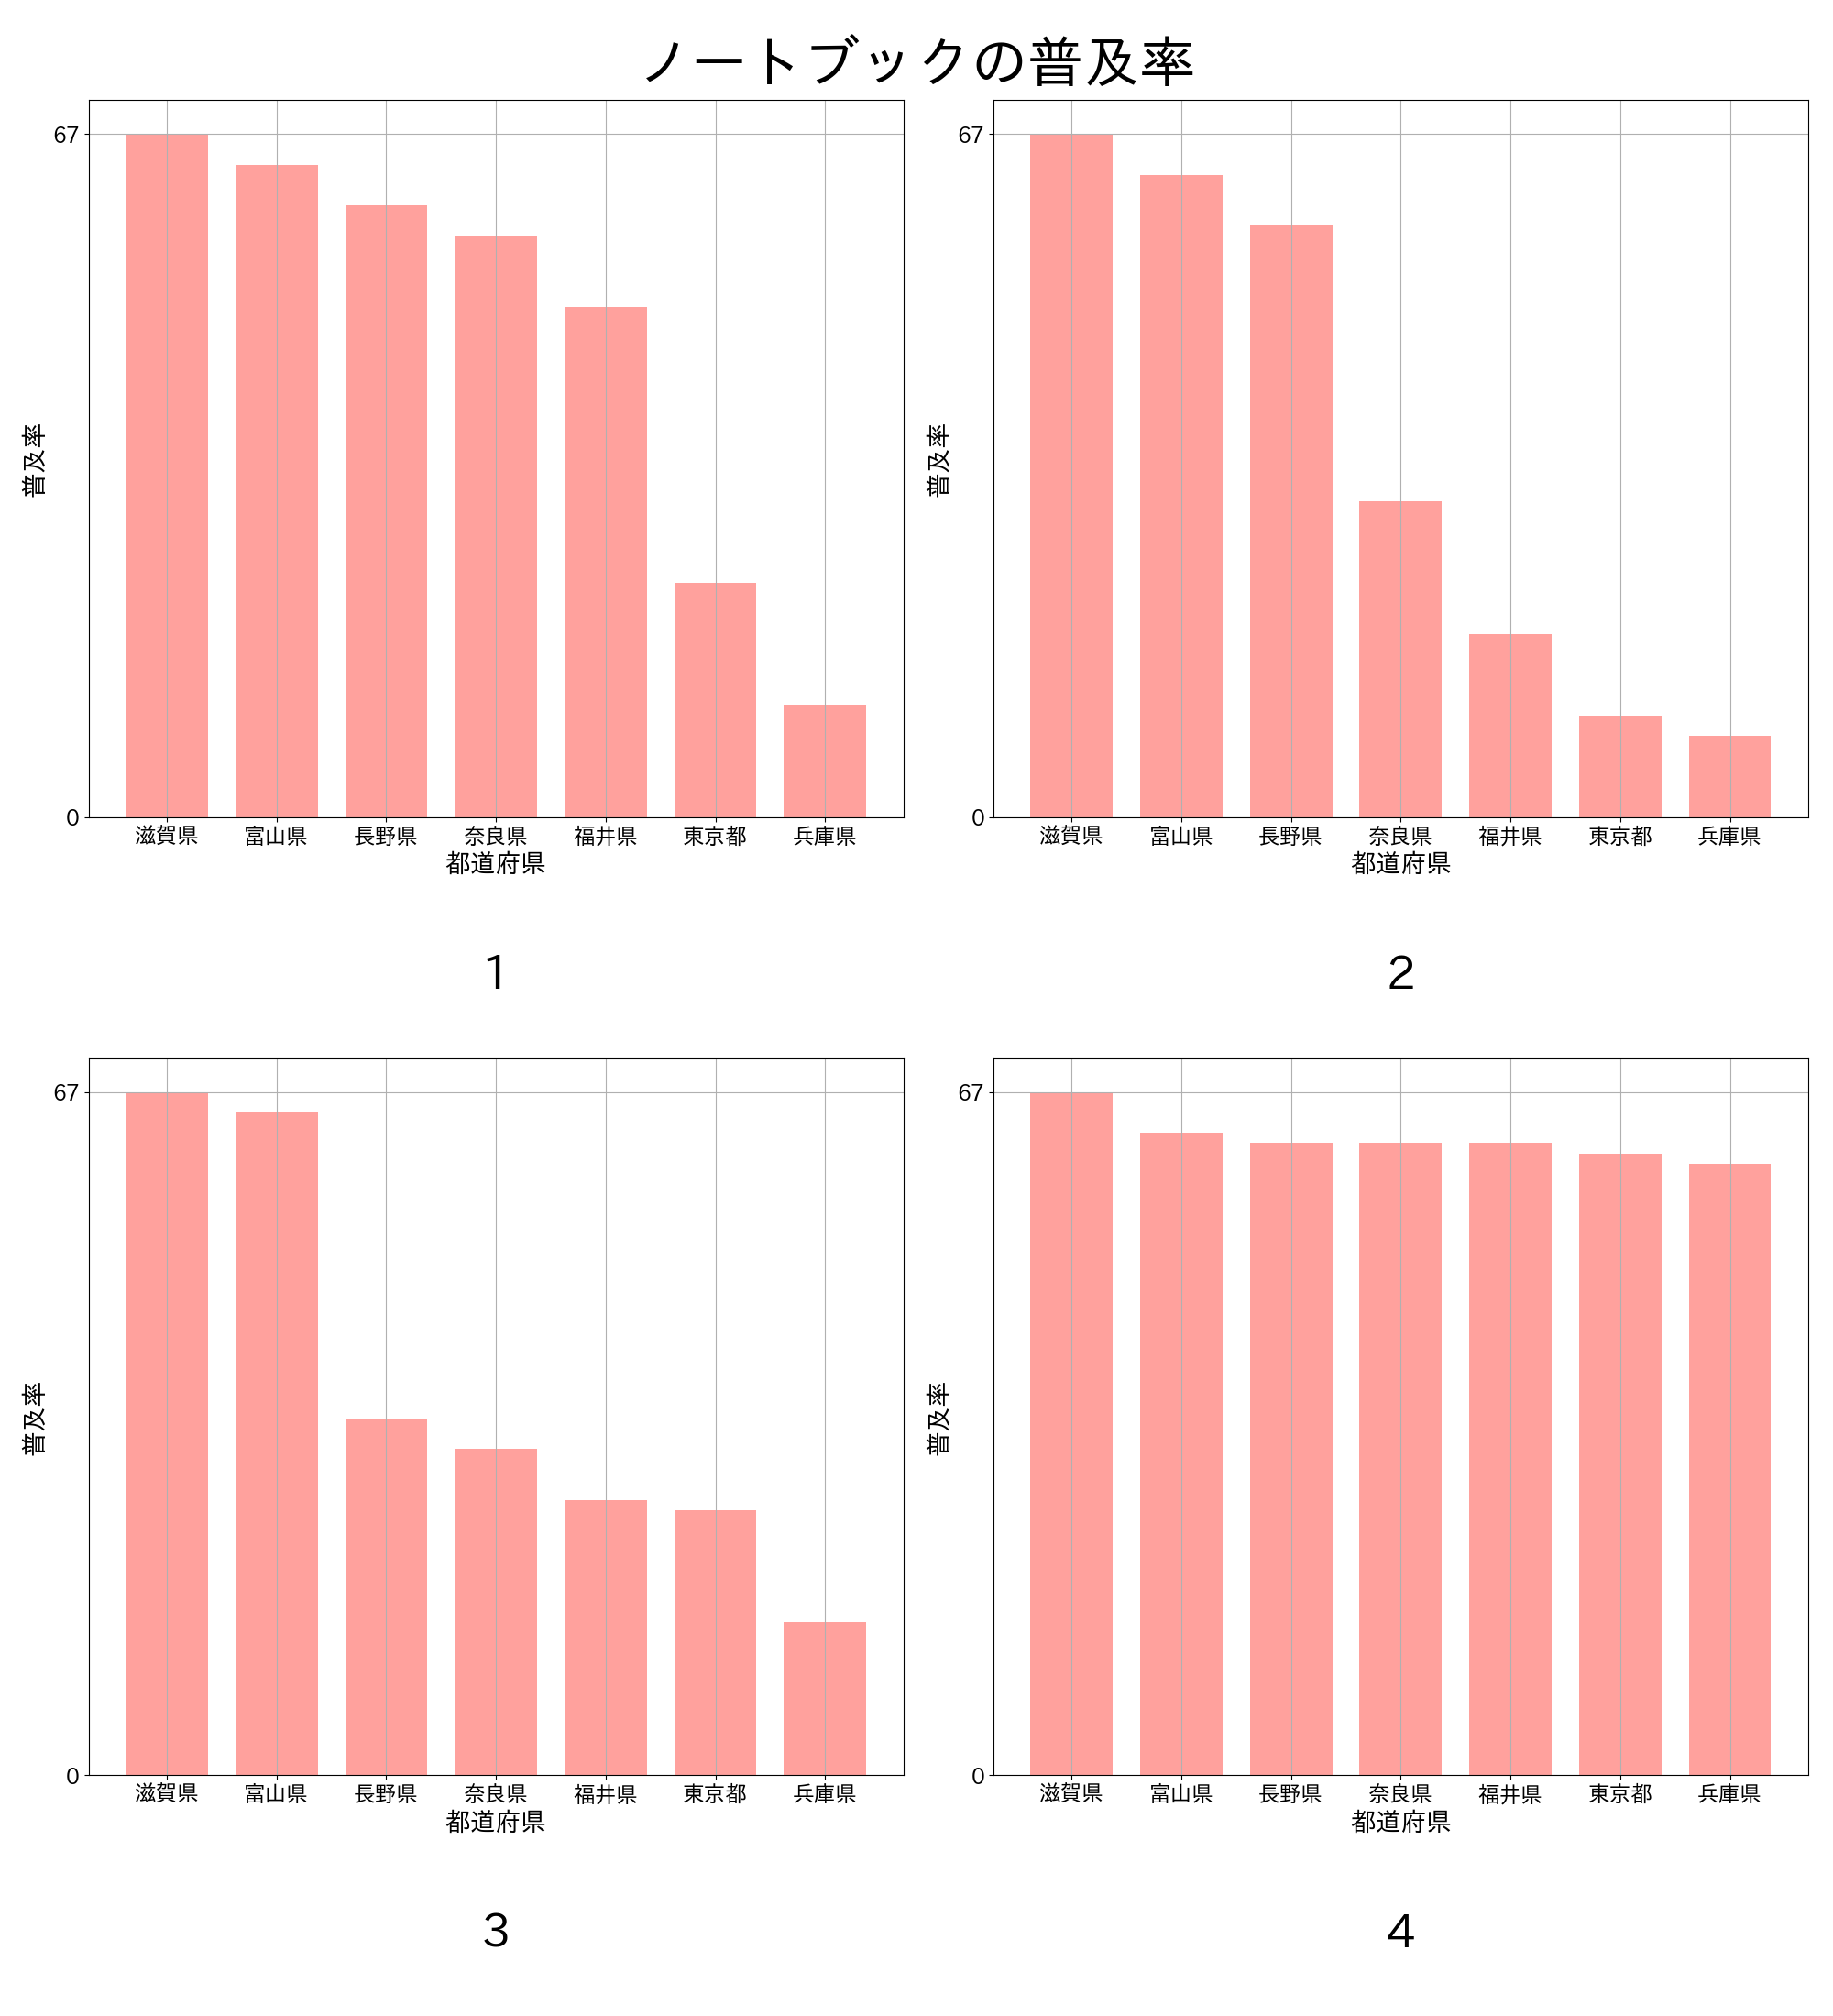 ノートブックの普及率
67
0
普及率
滋賀県 富山県 長野県 奈良県 福井県 東京都 兵庫県
都道府県
1
67
0
普及率
滋賀県 富山県 長野県 奈良県 福井県 東京都 兵庫県
都道府県
2
67
0
普及率
滋賀県 富山県 長野県 奈良県 福井県 東京都 兵庫県
都道府県
3
67
0
普及率
滋賀県 富山県 長野県 奈良県 福井県 東京都 兵庫県
都道府県
4